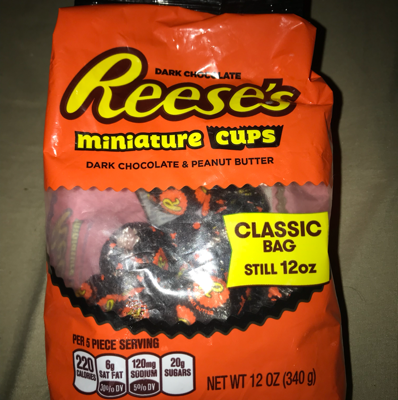 DARK CHOCOLATE
Reese's
miniature cups
DARK CHOCOLATE & PEANUT BUTTER
CLASSIC
BAG
STILL 12oz
PER 5 PIECE SERVING
220 CALORIES
6g SAT FAT 30% DV
120mg SODIUM 5% DV
20g SUGARS
NET WT 12 OZ (340 g)